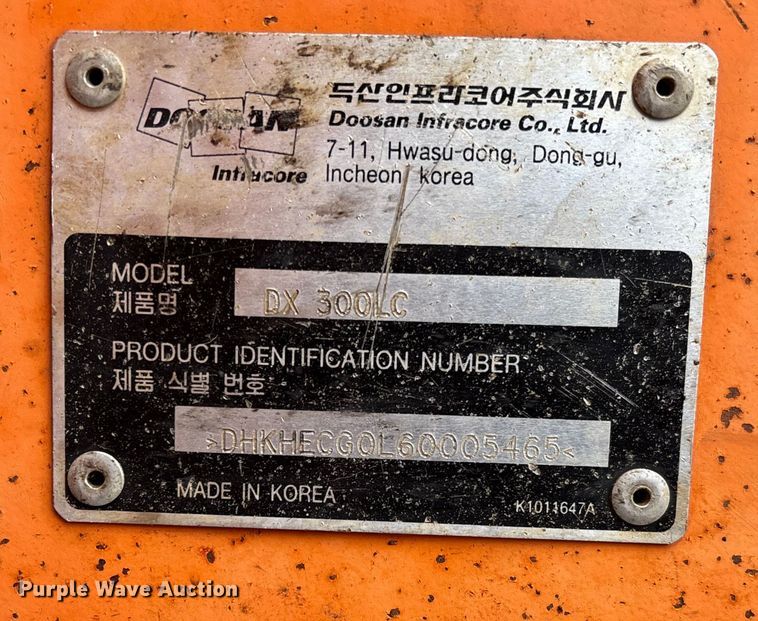 두산인프라코어주식회사
DOOSAN Doosan Infracore Co., Ltd.
7-11, Hwasu-dong, Dong-gu,
Infracore Incheon, korea
MODEL
제품명 DX 300LC
PRODUCT IDENTIFICATION NUMBER
제품 식별 번호
>DHKHECG0L60005465<
MADE IN KOREA K1011647A
Purple Wave Auction